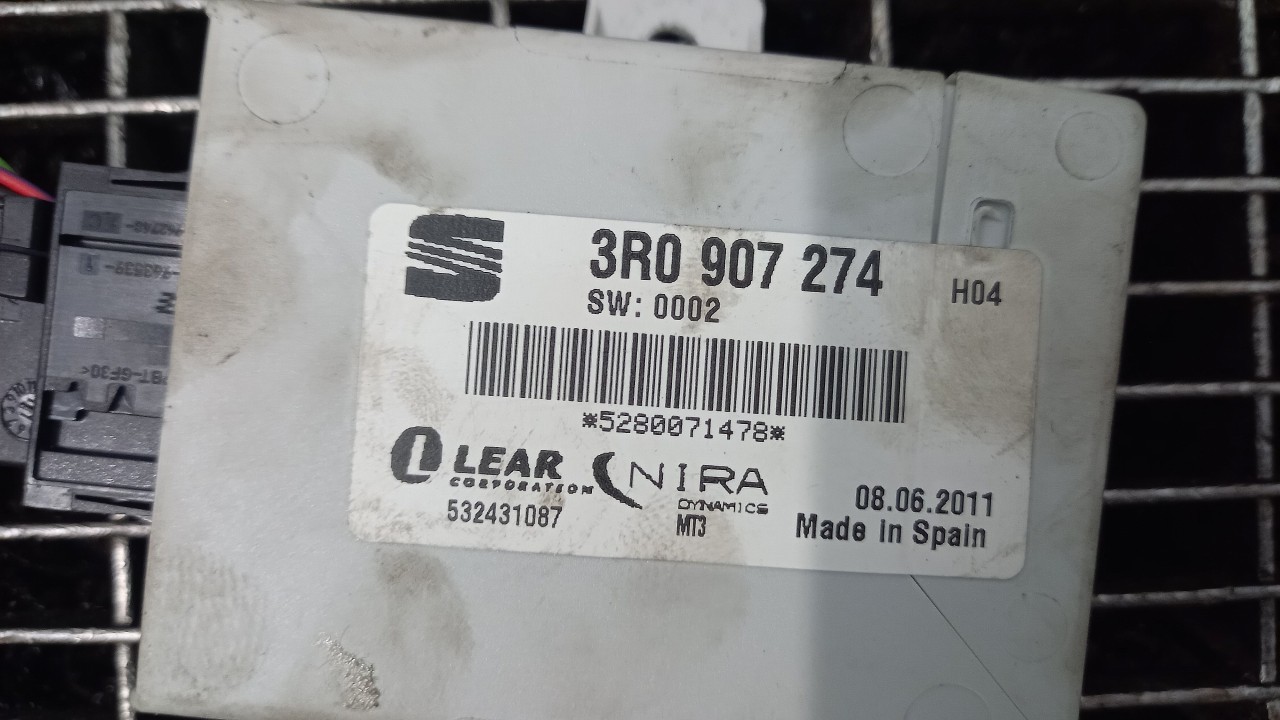 3R0 907 274
H04
SW: 0002
*5280071478*
LEAR
CORPORATION
NIRA
DYNAMICS
532431087
MT3
08.06.2011
Made in Spain